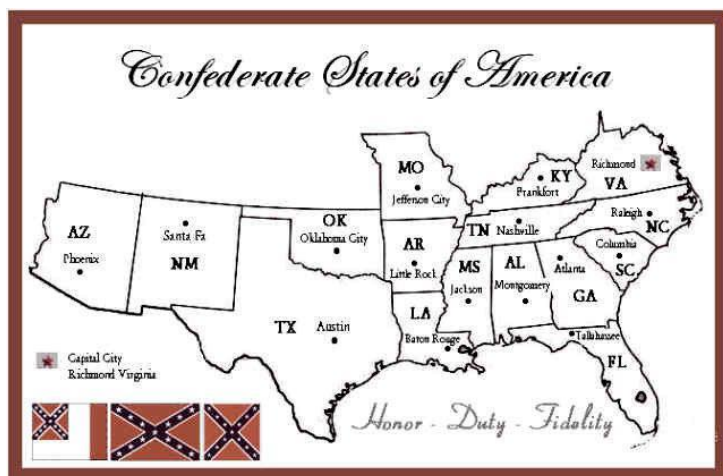 Confederate States of America
MO
Jefferson City
KY
Frankfort
Richmond
VA
AZ
Phoenix
Santa Fa
NM
OK
Oklahoma City
AR
Little Rock
TN
Nashville
Raleigh
NC
Columbia
SC
MS
Jackson
AL
Montgomery
Atlanta
GA
TX
Austin
LA
Baton Rouge
Tallahassee
FL
Capital City
Richmond Virginia
Honor - Duty - Fidelity